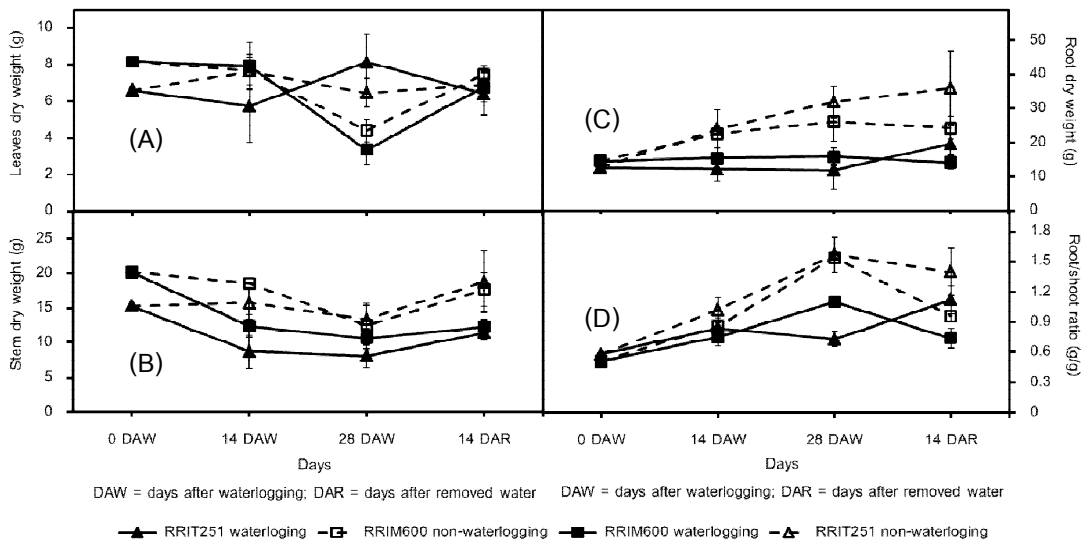 Leaves dry weight (g)
10
8
6
4
2
0
(A)
Stem dry weight (g)
25
20
15
10
5
0
(B)
0 DAW 14 DAW 28 DAW 14 DAR
Days
DAW = days after waterlogging; DAR = days after removed water
(C)
50
40
30
20
10
0
Root dry weight (g)
(D)
1.8
1.5
1.2
0.9
0.6
0.3
0
Root/shoot ratio (g/g)
0 DAW 14 DAW 28 DAW 14 DAR
Days
DAW = days after waterlogging; DAR = days after removed water
RRIT251 waterloging RRIM600 non-waterlogging RRIM600 waterlogging RRIT251 non-waterloging